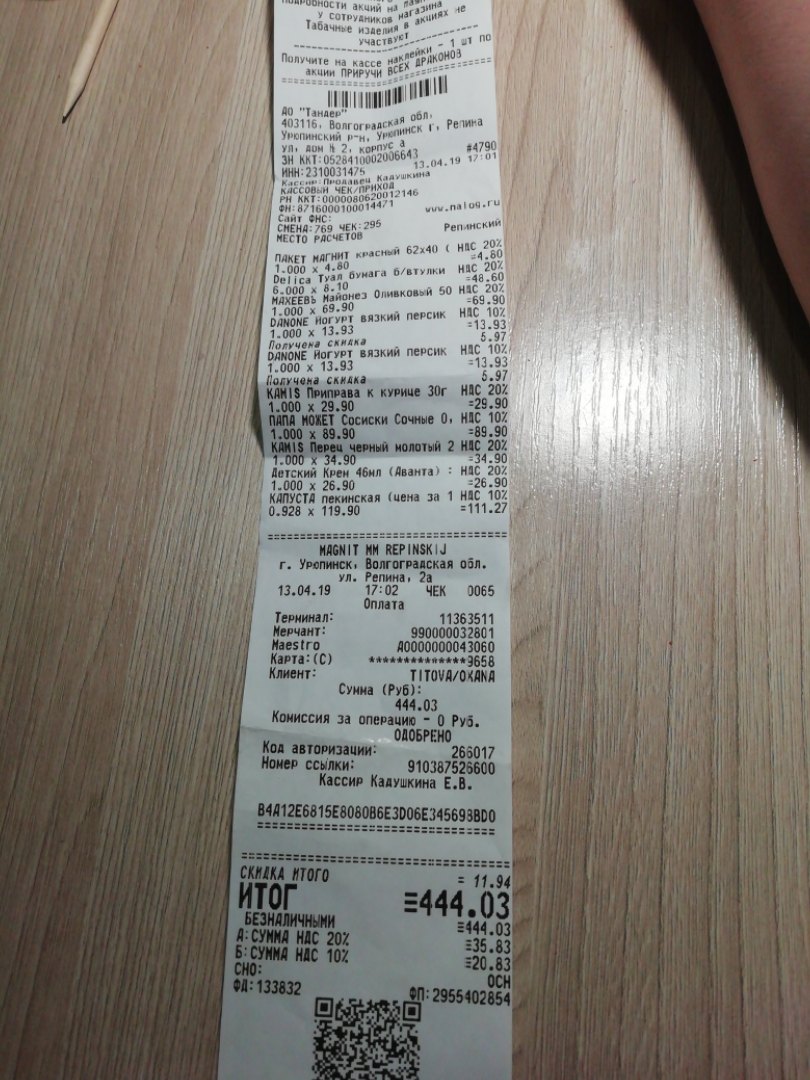 у сотрудников магазина
Табачные изделия в акциях не
участвуют
Получите на кассе наклейки - 1 шт по
акции ПРИРУЧИ ВСЕХ ДРАКОНОВ
АО "Тандер"
403116, Волгоградская обл,
Урюпинский р-н, Урюпинск г, Репина
ул, дом № 2, корпус а
ЗН ККТ:0528410002006643 #4790
ИНН:2310031475 13.04.19 17:01
Кассир:Продавец Кадушкина
КАССОВЫЙ ЧЕК/ПРИХОД
РН ККТ:0000080620012146
ФН:8716000100014471
Сайт ФНС: www.nalog.ru
СМЕНА:769 ЧЕК:295
МЕСТО РАСЧЕТОВ Репинский
ПАКЕТ МАГНИТ красный 62х40 ( НДС 20%
1.000 x 4.80 =4.80
Delica Туал бумага б/втулки НДС 20%
6.000 x 8.10 =48.60
МАХЕЕВЪ Майонез Оливковый 50 НДС 20%
1.000 x 69.90 =69.90
DANONE Йогурт вязкий персик НДС 10%
1.000 x 13.93 =13.93
Получена скидка 5.97
DANONE Йогурт вязкий персик НДС 10%
1.000 x 13.93 =13.93
Получена скидка 5.97
KAMIS Приправа к курице 30г НДС 20%
1.000 x 29.90 =29.90
ПАПА МОЖЕТ Сосиски Сочные 0, НДС 10%
1.000 x 89.90 =89.90
KAMIS Перец черный молотый 2 НДС 20%
1.000 x 34.90 =34.90
Детский Крем 46мл (Аванта) : НДС 20%
1.000 x 26.90 =26.90
КАПУСТА пекинская (цена за 1 НДС 10%
0.928 x 119.90 =111.27
MAGNIT MM REPINSKIJ
г. Урюпинск, Волгоградская обл.
ул. Репина, 2а
13.04.19 17:02 ЧЕК 0065
Оплата
Терминал: 11363511
Мерчант: 990000032801
Maestro A0000000043060
Карта:(C) **************9658
Клиент: TITOVA/OXANA
Сумма (Руб):
444.03
Комиссия за операцию - 0 Руб.
ОДОБРЕНО
Код авторизации: 266017
Номер ссылки: 910387526600
Кассир Кадушкина Е.В.
B4A12E6815E8080B6E3D06E345693BD0
СКИДКА ИТОГО = 11.94
ИТОГ ≡444.03
БЕЗНАЛИЧНЫМИ ≡444.03
А:СУММА НДС 20% ≡35.83
Б:СУММА НДС 10% ≡20.83
СНО: ОСН
ФД:133832 ФП:2955402854